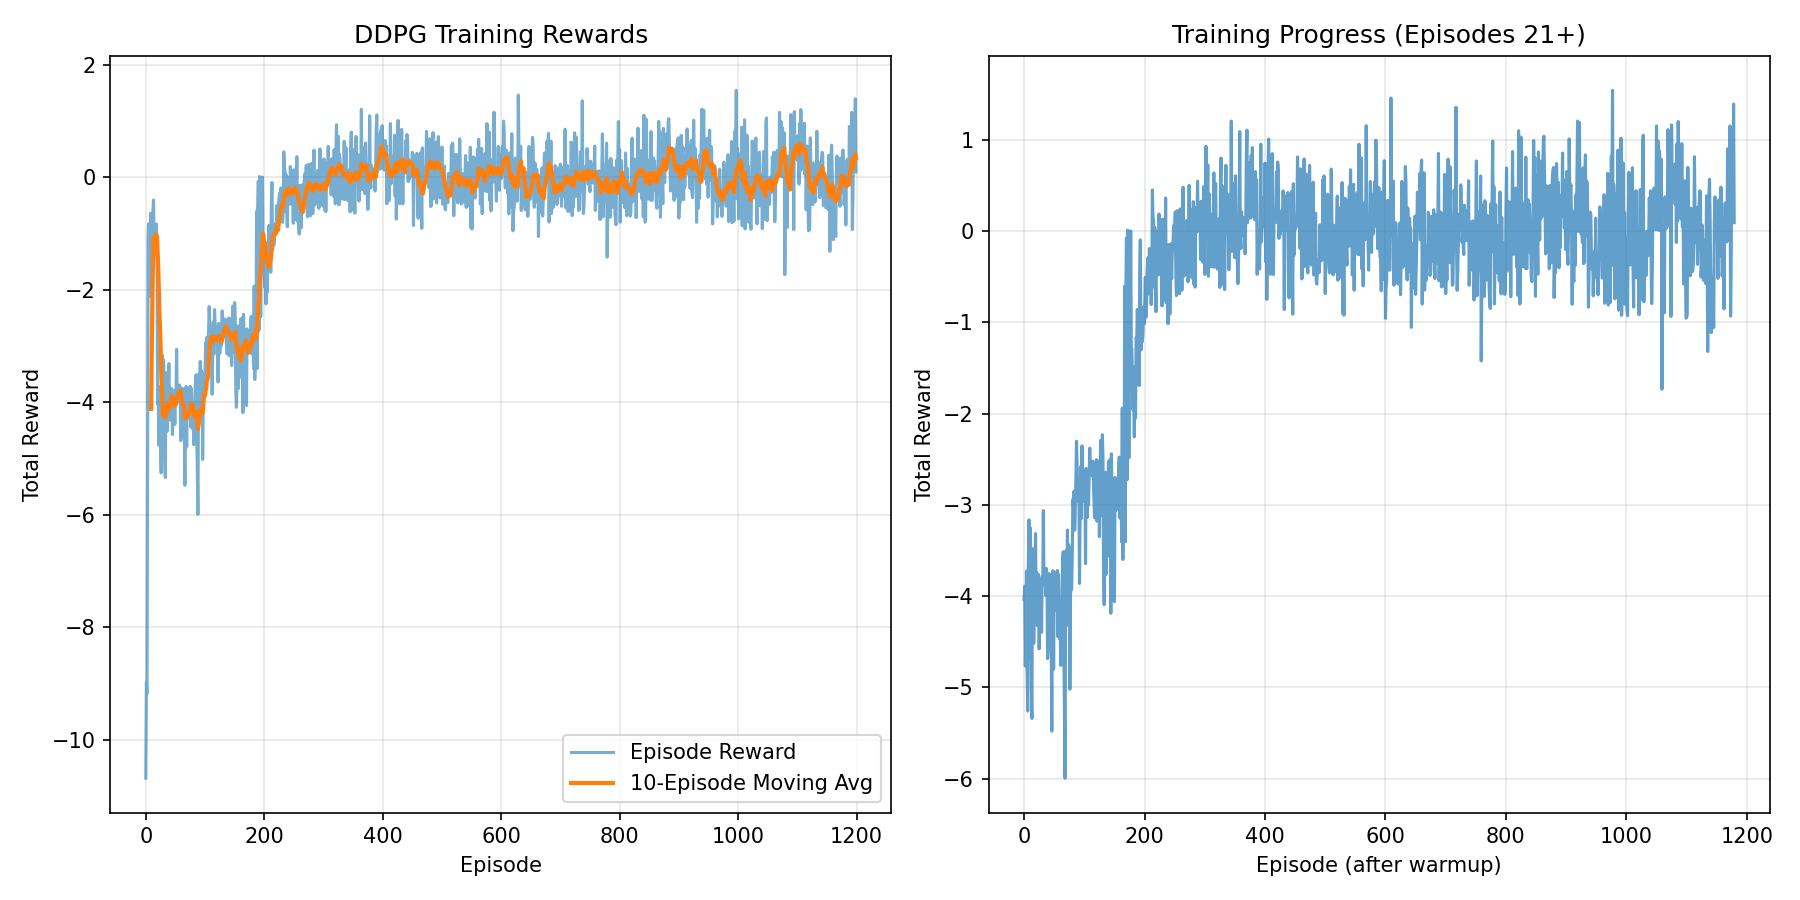 DDPG Training Rewards
Total Reward
2
0
−2
−4
−6
−8
−10
0 200 400 600 800 1000 1200
Episode
Episode Reward
10-Episode Moving Avg
Training Progress (Episodes 21+)
Total Reward
1
0
−1
−2
−3
−4
−5
−6
0 200 400 600 800 1000 1200
Episode (after warmup)